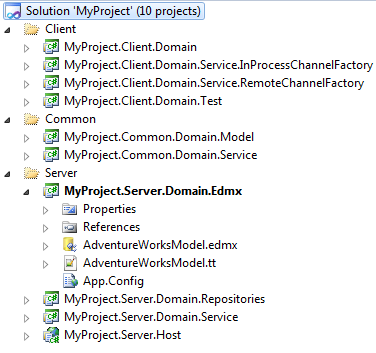 Solution 'MyProject' (10 projects)
Client
MyProject.Client.Domain
MyProject.Client.Domain.Service.InProcessChannelFactory
MyProject.Client.Domain.Service.RemoteChannelFactory
MyProject.Client.Domain.Test
Common
MyProject.Common.Domain.Model
MyProject.Common.Domain.Service
Server
MyProject.Server.Domain.Edmx
Properties
References
AdventureWorksModel.edmx
AdventureWorksModel.tt
App.Config
MyProject.Server.Domain.Repositories
MyProject.Server.Domain.Service
MyProject.Server.Host